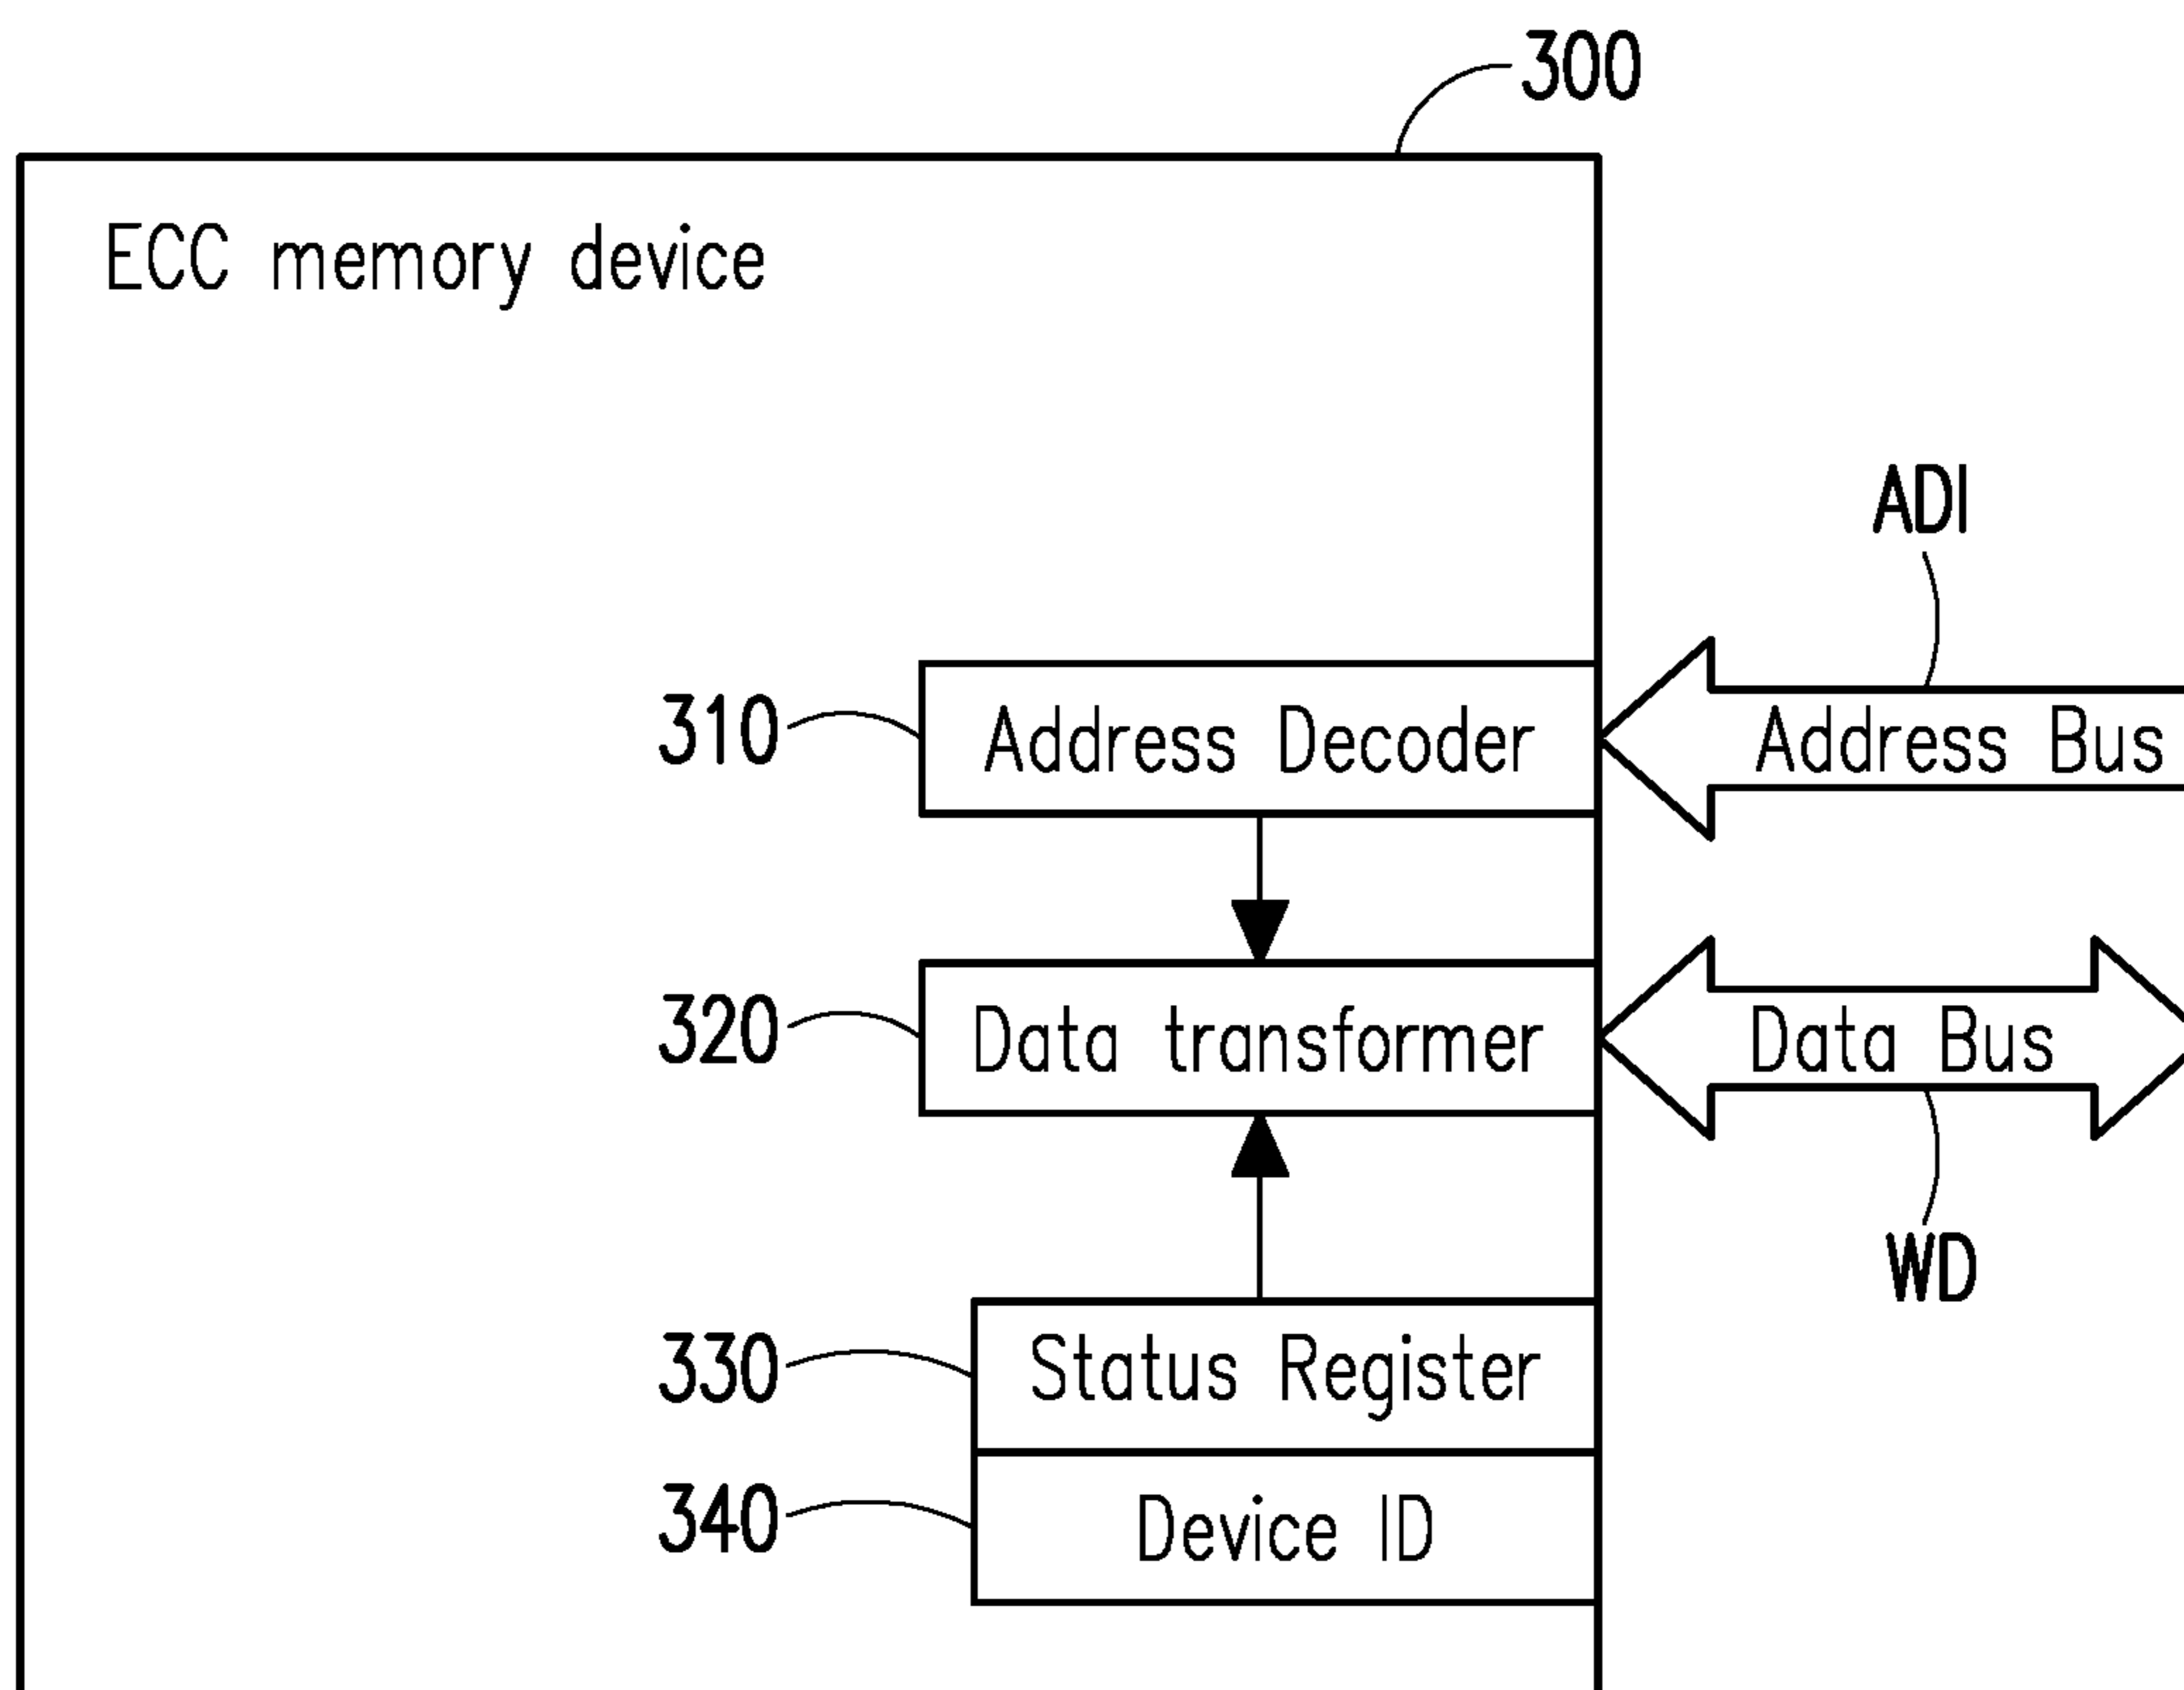 300
ECC memory device
ADI
310
Address Decoder
Address Bus
320
Data transformer
Data Bus
WD
330
Status Register
340
Device ID